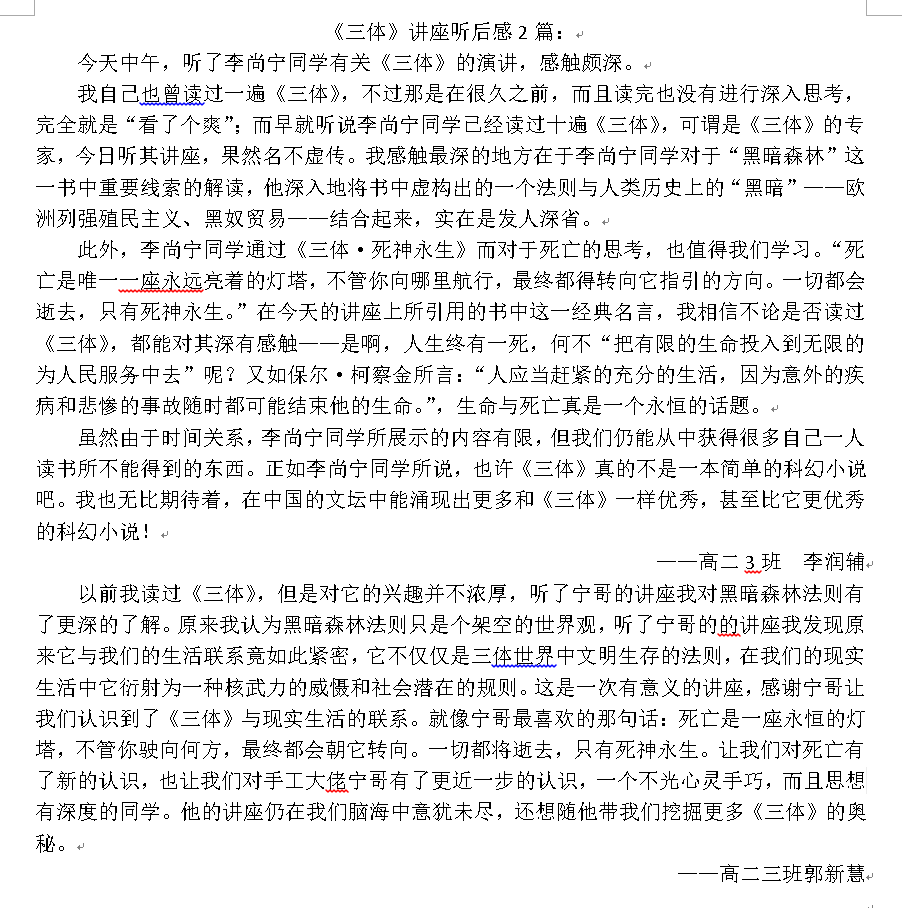 《三体》讲座听后感 2 篇：
今天中午，听了李尚宁同学有关《三体》的演讲，感触颇深。
我自己也曾读过一遍《三体》，不过那是在很久之前，而且读完也没有进行深入思考，
完全就是“看了个爽”；而早就听说李尚宁同学已经读过十遍《三体》，可谓是《三体》的专
家，今日听其讲座，果然名不虚传。我感触最深的地方在于李尚宁同学对于“黑暗森林”这
一书中重要线索的解读，他深入地将书中虚构出的一个法则与人类历史上的“黑暗”——欧
洲列强殖民主义、黑奴贸易——结合起来，实在是发人深省。
此外，李尚宁同学通过《三体·死神永生》而对于死亡的思考，也值得我们学习。“死
亡是唯一一座永远亮着的灯塔，不管你向哪里航行，最终都得转向它指引的方向。一切都会
逝去，只有死神永生。”在今天的讲座上所引用的书中这一经典名言，我相信不论是否读过
《三体》，都能对其深有感触——是啊，人生终有一死，何不“把有限的生命投入到无限的
为人民服务中去”呢？又如保尔·柯察金所言：“人应当赶紧的充分的生活，因为意外的疾
病和悲惨的事故随时都可能结束他的生命。”，生命与死亡真是一个永恒的话题。
虽然由于时间关系，李尚宁同学所展示的内容有限，但我们仍能从中获得很多自己一人
读书所不能得到的东西。正如李尚宁同学所说，也许《三体》真的不是一本简单的科幻小说
吧。我也无比期待着，在中国的文坛中能涌现出更多和《三体》一样优秀，甚至比它更优秀
的科幻小说！
——高二 3 班　李润辅
以前我读过《三体》，但是对它的兴趣并不浓厚，听了宁哥的讲座我对黑暗森林法则有
了更深的了解。原来我认为黑暗森林法则只是个架空的世界观，听了宁哥的的讲座我发现原
来它与我们的生活联系竟如此紧密，它不仅仅是三体世界中文明生存的法则，在我们的现实
生活中它衍射为一种核武力的威慑和社会潜在的规则。这是一次有意义的讲座，感谢宁哥让
我们认识到了《三体》与现实生活的联系。就像宁哥最喜欢的那句话：死亡是一座永恒的灯
塔，不管你驶向何方，最终都会朝它转向。一切都将逝去，只有死神永生。让我们对死亡有
了新的认识，也让我们对手工大佬宁哥有了更近一步的认识，一个不光心灵手巧，而且思想
有深度的同学。他的讲座仍在我们脑海中意犹未尽，还想随他带我们挖掘更多《三体》的奥
秘。
——高二三班郭新慧